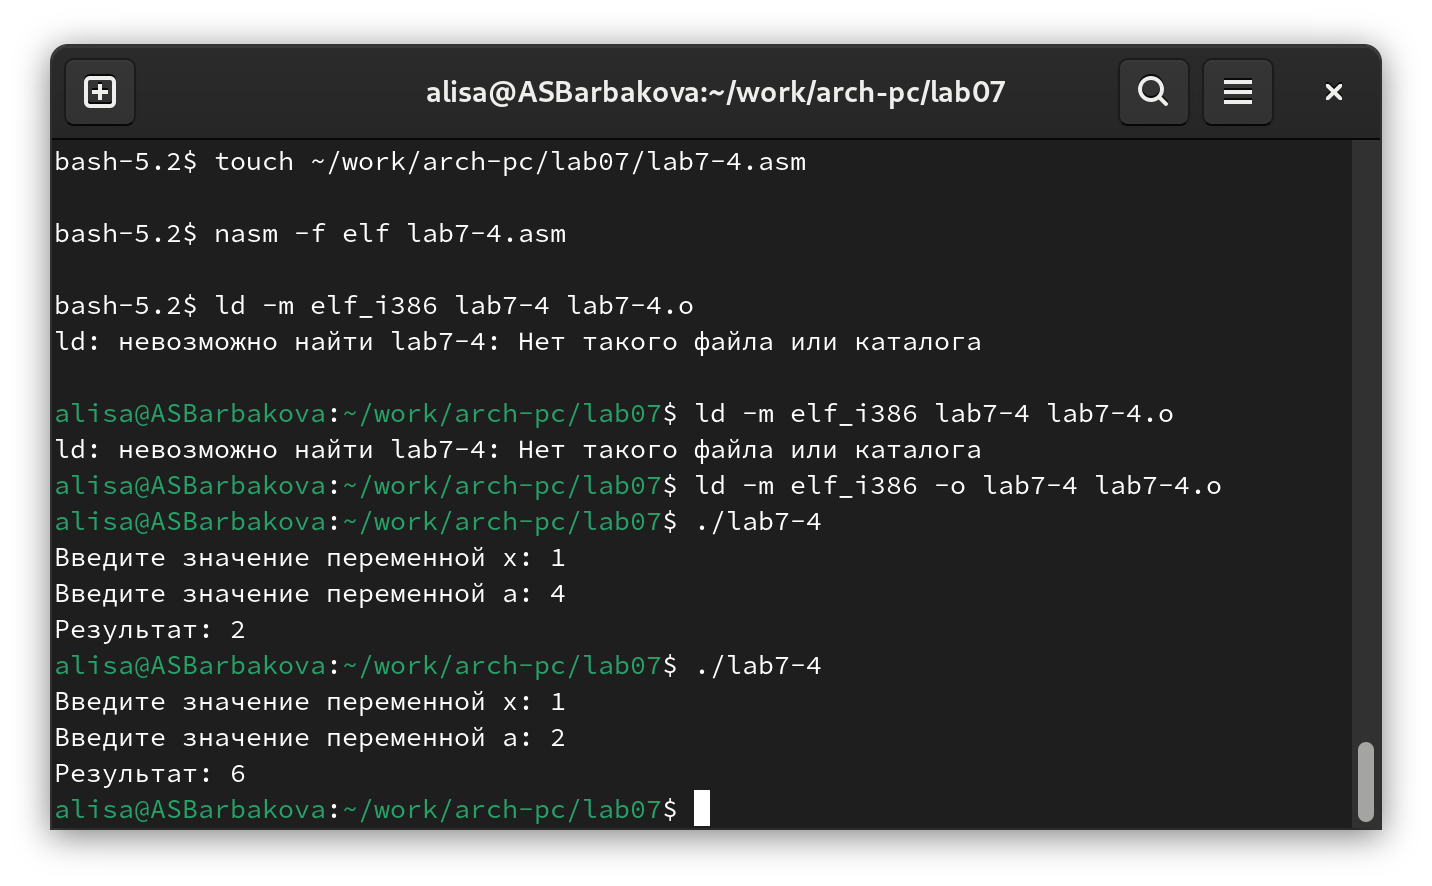 alisa@ASBarbakova:~/work/arch-pc/lab07
bash-5.2$ touch ~/work/arch-pc/lab07/lab7-4.asm
bash-5.2$ nasm -f elf lab7-4.asm
bash-5.2$ ld -m elf_i386 lab7-4 lab7-4.o
ld: невозможно найти lab7-4: Нет такого файла или каталога
alisa@ASBarbakova:~/work/arch-pc/lab07$ ld -m elf_i386 lab7-4 lab7-4.o
ld: невозможно найти lab7-4: Нет такого файла или каталога
alisa@ASBarbakova:~/work/arch-pc/lab07$ ld -m elf_i386 -o lab7-4 lab7-4.o
alisa@ASBarbakova:~/work/arch-pc/lab07$ ./lab7-4
Введите значение переменной x: 1
Введите значение переменной a: 4
Результат: 2
alisa@ASBarbakova:~/work/arch-pc/lab07$ ./lab7-4
Введите значение переменной x: 1
Введите значение переменной a: 2
Результат: 6
alisa@ASBarbakova:~/work/arch-pc/lab07$